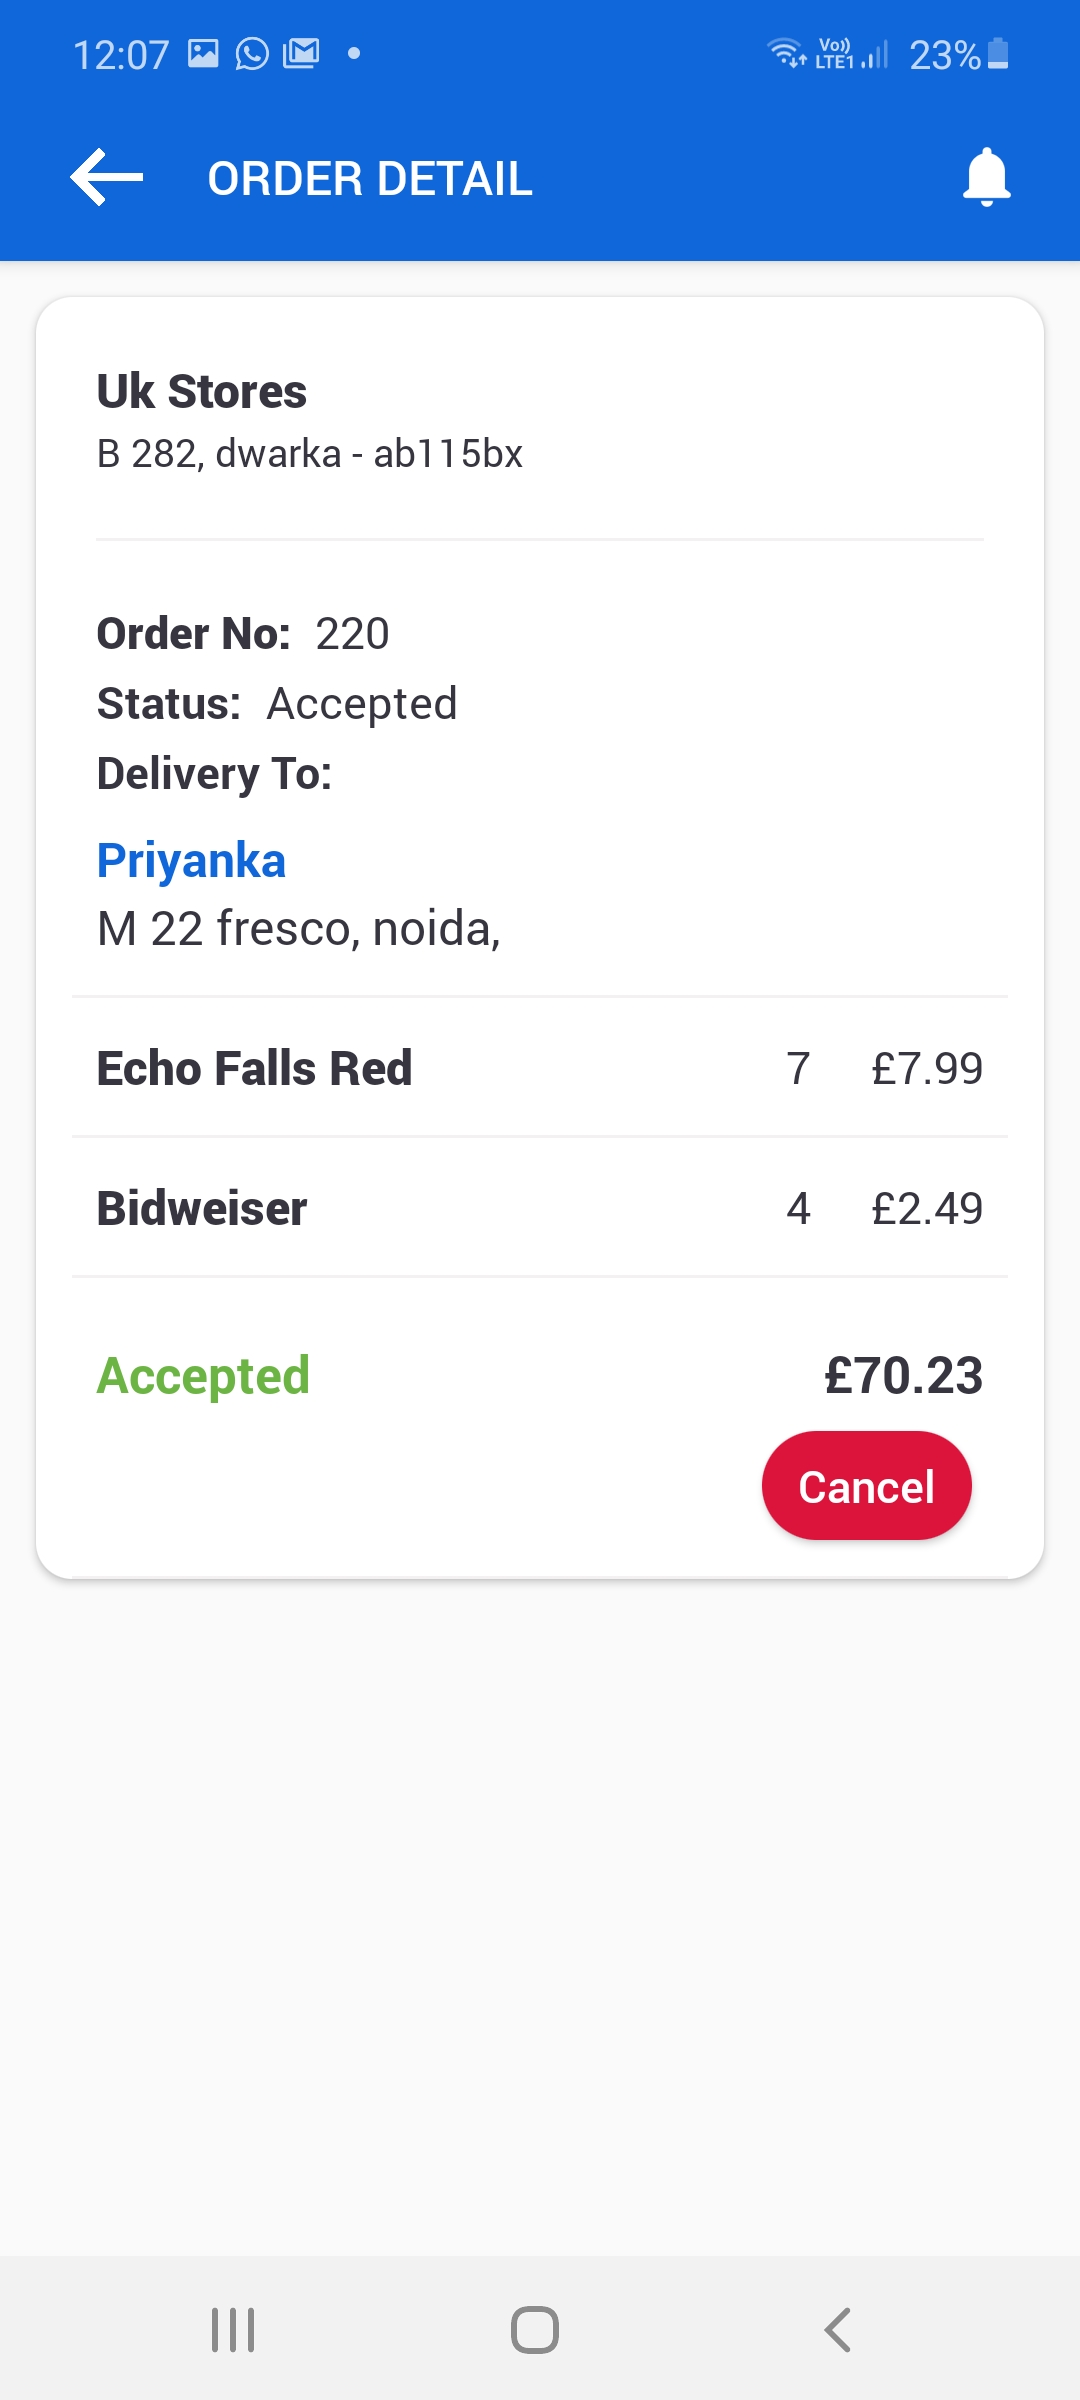 12:07 Vo)) LTE1 23%
ORDER DETAIL
Uk Stores
B 282, dwarka - ab115bx
Order No: 220
Status: Accepted
Delivery To:
Priyanka
M 22 fresco, noida,
Echo Falls Red 7 £7.99
Bidweiser 4 £2.49
Accepted £70.23
Cancel